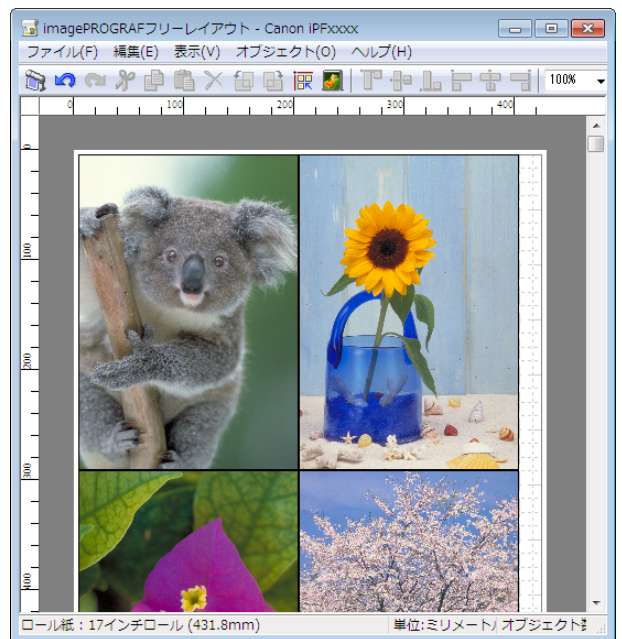 imagePROGRAFフリーレイアウト - Canon iPFxxxx
ファイル(F) 編集(E) 表示(V) オブジェクト(O) ヘルプ(H)
100%
0 100 200 300 400
0
100
200
300
400
ロール紙：17インチロール (431.8mm) 単位:ミリメート オブジェクト